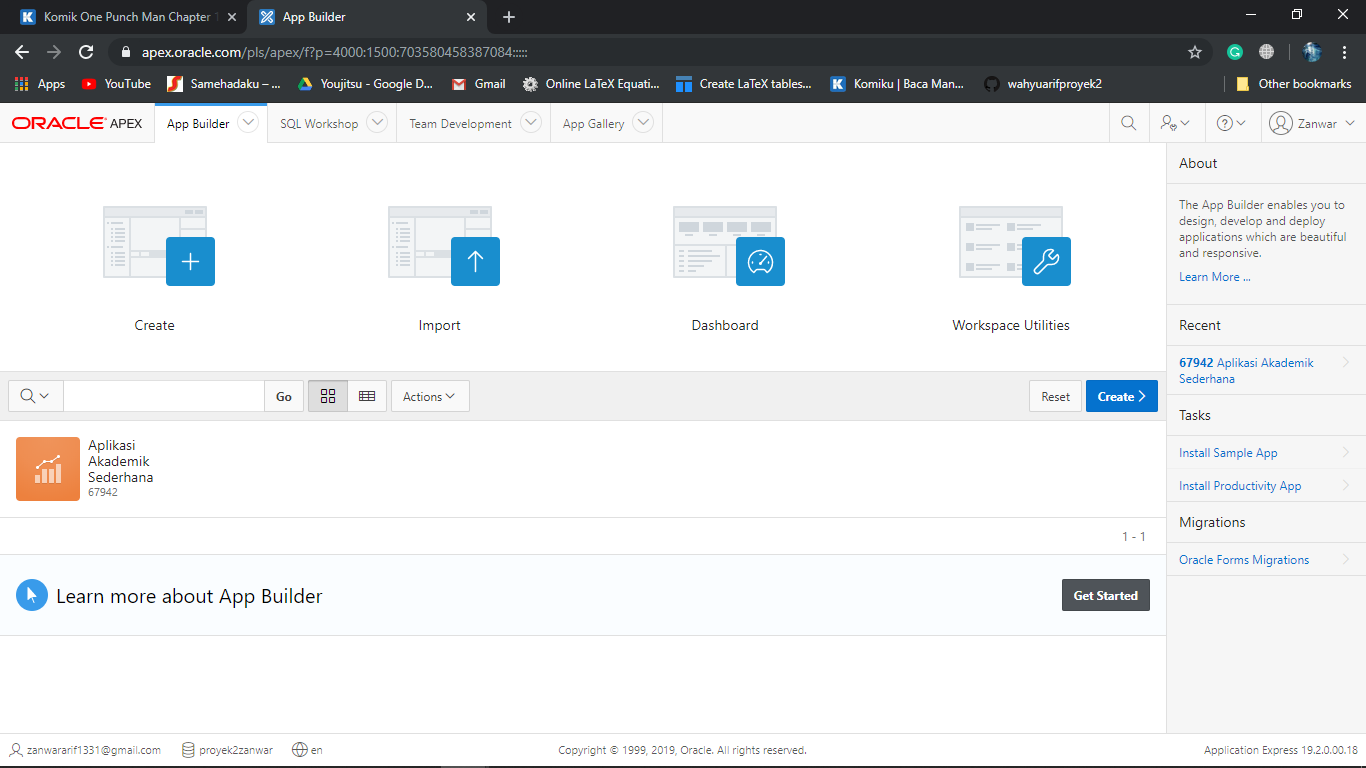 Komik One Punch Man Chapter
App Builder
apex.oracle.com/pls/apex/f?p=4000:1500:703580458387084:::::
Apps
YouTube
Samehadaku – ...
Youjitsu - Google D...
Gmail
Online LaTeX Equati...
Create LaTeX tables...
Komiku | Baca Man...
wahyuarifproyek2
Other bookmarks
ORACLE APEX
App Builder
SQL Workshop
Team Development
App Gallery
Zanwar
Create
Import
Dashboard
Workspace Utilities
Go
Actions
Reset
Create
Aplikasi
Akademik
Sederhana
67942
1 - 1
Learn more about App Builder
Get Started
About
The App Builder enables you to
design, develop and deploy
applications which are beautiful
and responsive.
Learn More ...
Recent
67942 Aplikasi Akademik
Sederhana
Tasks
Install Sample App
Install Productivity App
Migrations
Oracle Forms Migrations
zanwararif1331@gmail.com
proyek2zanwar
en
Copyright © 1999, 2019, Oracle. All rights reserved.
Application Express 19.2.0.00.18